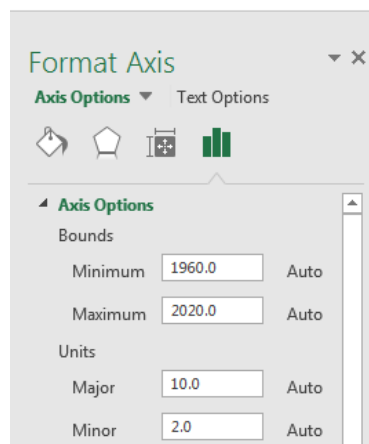 Format Axis
Axis Options Text Options
Axis Options
Bounds
Minimum 1960.0 Auto
Maximum 2020.0 Auto
Units
Major 10.0 Auto
Minor 2.0 Auto